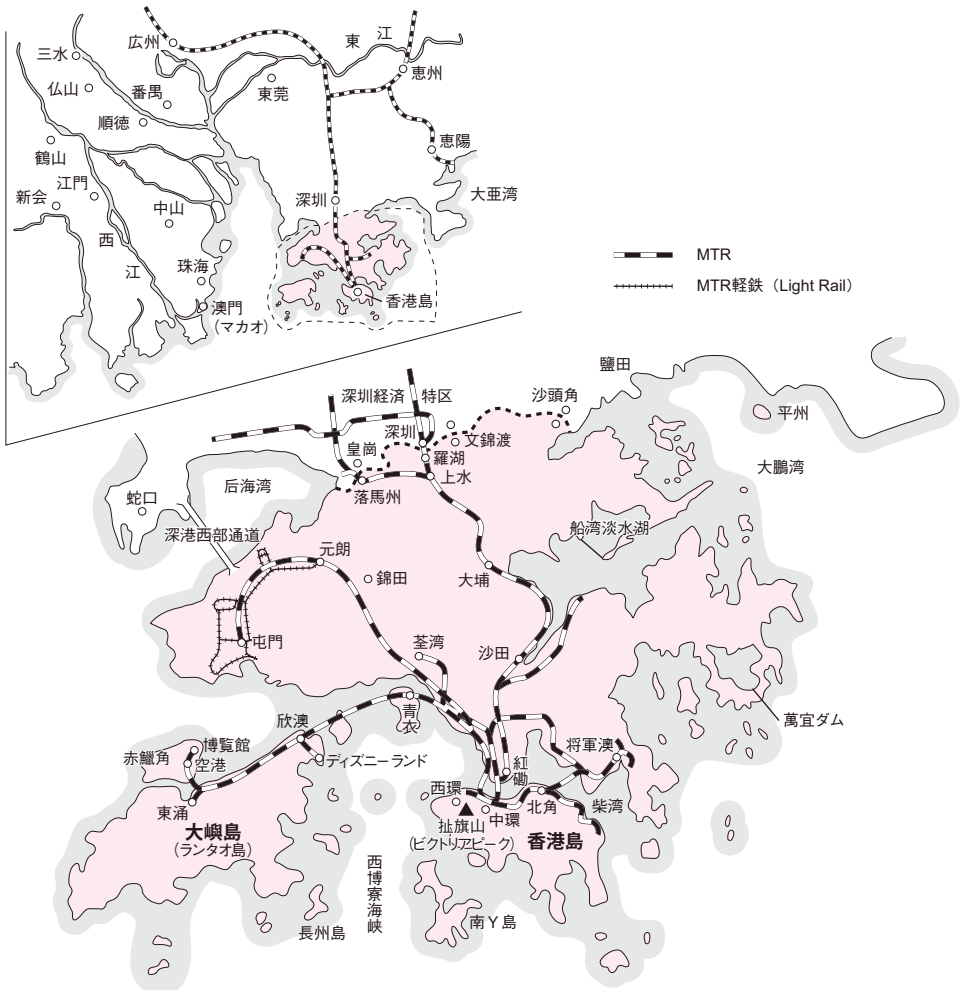 広州
東江
三水
恵州
仏山
番禺
東莞
順徳
恵陽
鶴山
江門
深圳
大亜湾
新会
中山
西江
珠海
澳門
（マカオ）
香港島
MTR
MTR軽鉄（Light Rail）
鹽田
深圳経済特区
沙頭角
平州
深圳
文錦渡
皇崗
羅湖
大鵬湾
上水
后海湾
落馬州
蛇口
深港西部通道
船湾淡水湖
元朗
錦田
大埔
屯門
荃湾
沙田
青衣
萬宜ダム
欣澳
将軍澳
博覧館
赤鱲角
空港
ディズニーランド
紅磡
西環
東涌
北角
柴湾
中環
大嶼島
（ランタオ島）
扯旗山
（ビクトリアピーク）
香港島
西博寮海峡
南Y島
長州島